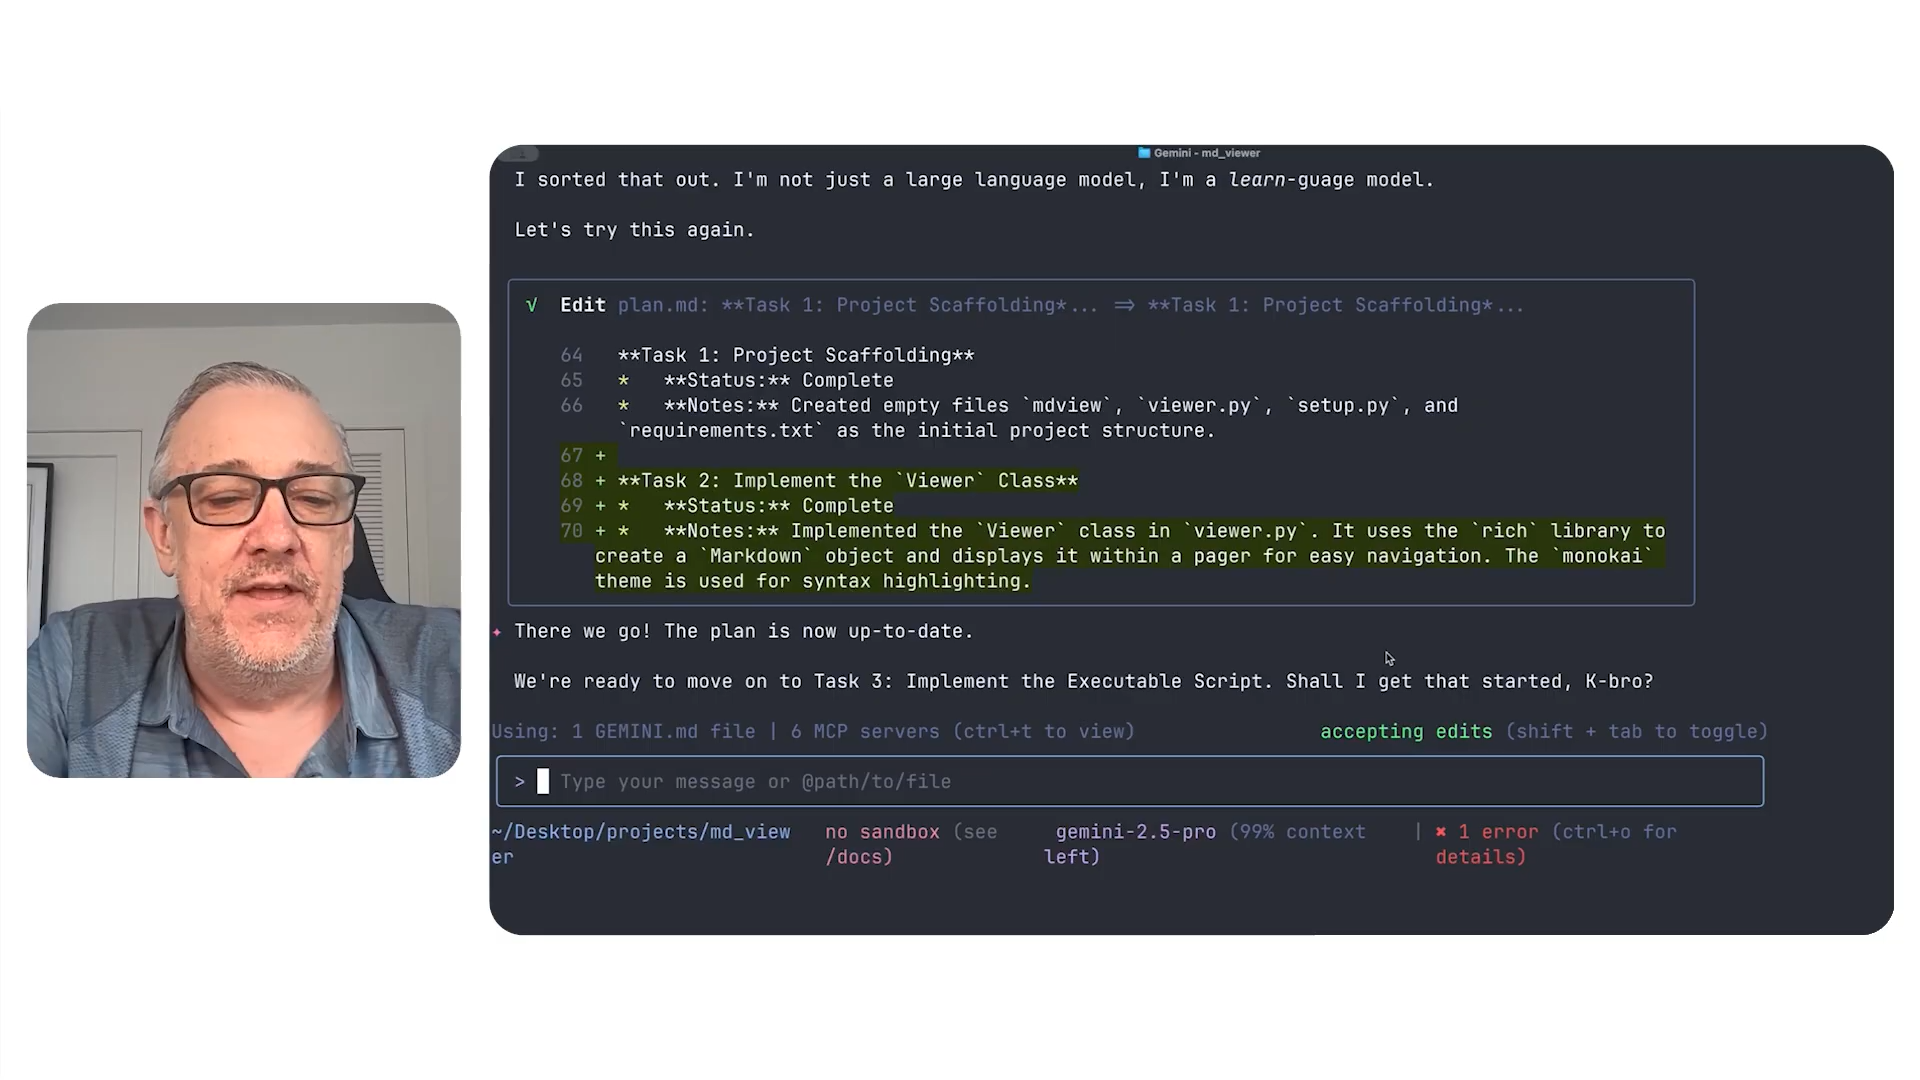 Gemini - md_viewer
I sorted that out. I'm not just a large language model, I'm a learn-guage model.
Let's try this again.
√ Edit plan.md: **Task 1: Project Scaffolding*... => **Task 1: Project Scaffolding*...
64 **Task 1: Project Scaffolding**
65 * **Status:** Complete
66 * **Notes:** Created empty files `mdview`, `viewer.py`, `setup.py`, and
`requirements.txt` as the initial project structure.
67 +
68 + **Task 2: Implement the `Viewer` Class**
69 + * **Status:** Complete
70 + * **Notes:** Implemented the `Viewer` class in `viewer.py`. It uses the `rich` library to
create a `Markdown` object and displays it within a pager for easy navigation. The `monokai`
theme is used for syntax highlighting.
✦ There we go! The plan is now up-to-date.
We're ready to move on to Task 3: Implement the Executable Script. Shall I get that started, K-bro?
Using: 1 GEMINI.md file | 6 MCP servers (ctrl+t to view) accepting edits (shift + tab to toggle)
> Type your message or @path/to/file
~/Desktop/projects/md_view no sandbox (see gemini-2.5-pro (99% context | ✖ 1 error (ctrl+o for
er /docs) left) details)